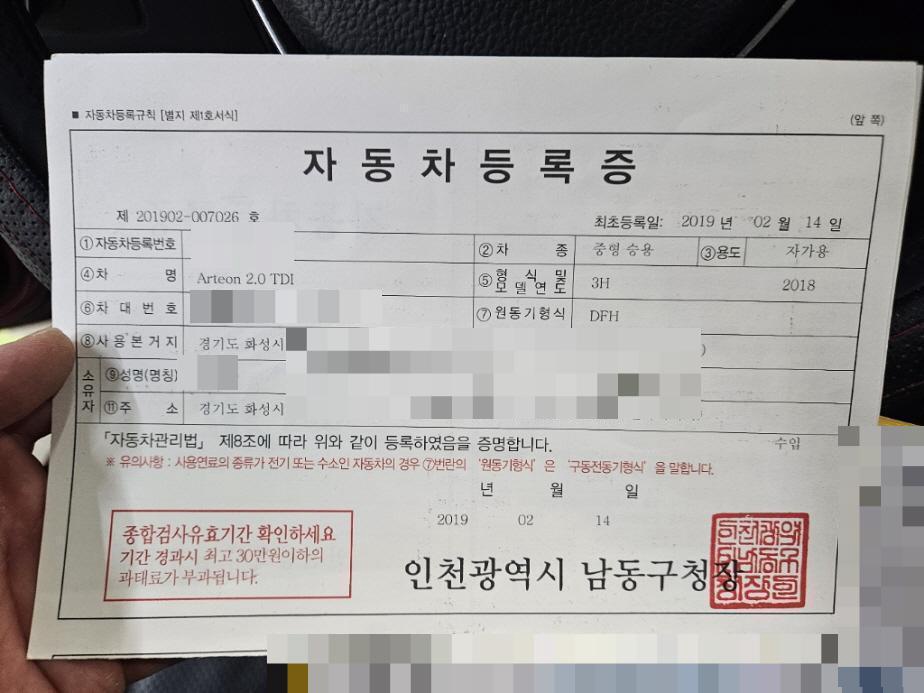 ■ 자동차등록규칙 [별지 제1호서식]
(앞 쪽)
자동차등록증
제 201902-007026 호
최초등록일: 2019 년 02 월 14 일
①자동차등록번호
②차 종 중형 승용 ③용도 자가용
④차 명 Arteon 2.0 TDI
⑤형 식 및 모델연도 3H 2018
⑥차 대 번 호
⑦원동기형식 DFH
⑧사 용 본 거 지 경기도 화성시
소유자
⑨성명(명칭)
⑪주 소 경기도 화성시
「자동차관리법」 제8조에 따라 위와 같이 등록하였음을 증명합니다.
수입
※ 유의사항 : 사용연료의 종류가 전기 또는 수소인 자동차의 경우 ⑦번란의 '원동기형식' 은 '구동전동기형식' 을 말합니다.
년 월 일
2019 02 14
종합검사유효기간 확인하세요
기간 경과시 최고 30만원이하의
과태료가 부과됩니다.
인천광역시 남동구청장